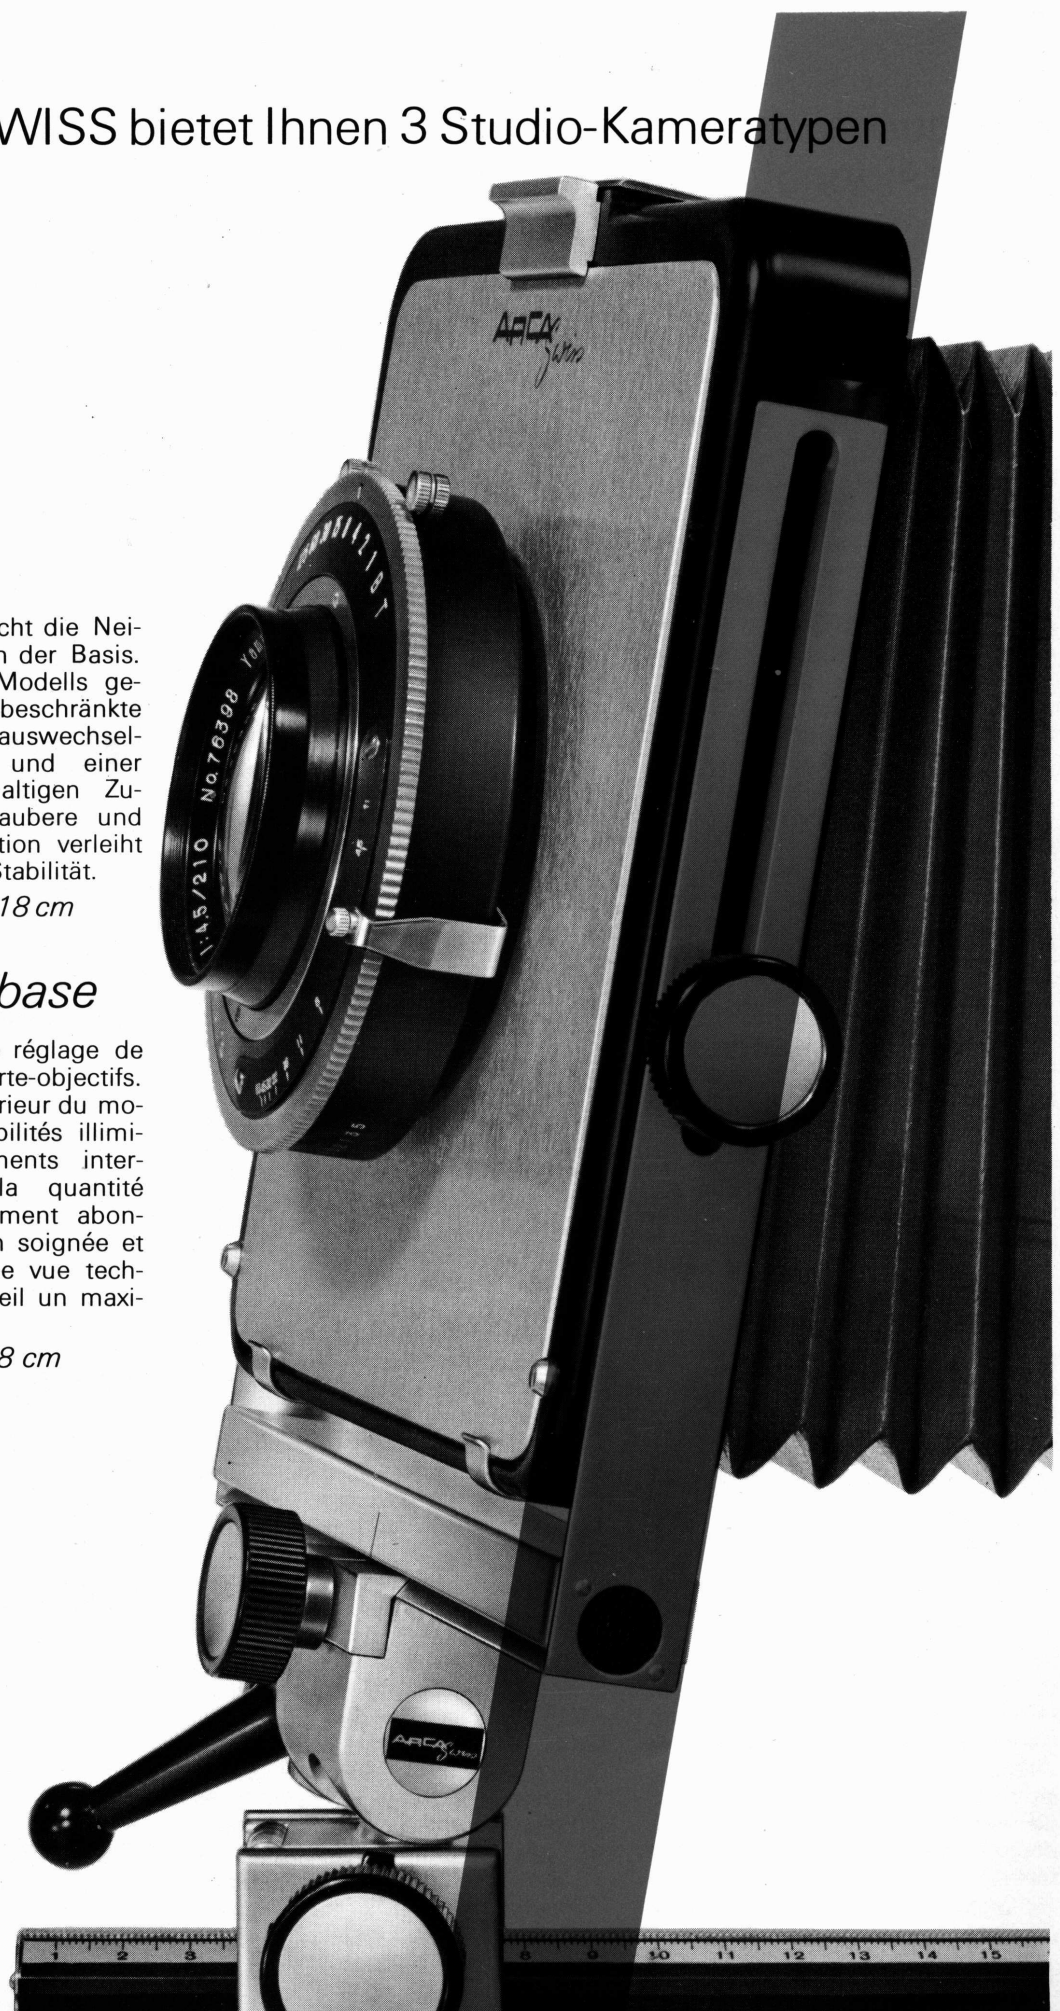 WISS bietet Ihnen 3 Studio-Kameratypen
ARCA
Swiss
cht die Nei-
n der Basis.
Modells ge-
beschränkte
auswechsel-
und einer
altigen Zu-
aubere und
tion verleiht
Stabilität.
18 cm
base
réglage de
rte-objectifs.
rieur du mo-
bilités illimi-
nents inter-
la quantité
ment abon-
n soignée et
e vue tech-
eil un maxi-
8 cm
1:4,5/210 No.76398
2 1 B T
ARCA Swiss
1 2 3 8 9 10 11 12 13 14 15